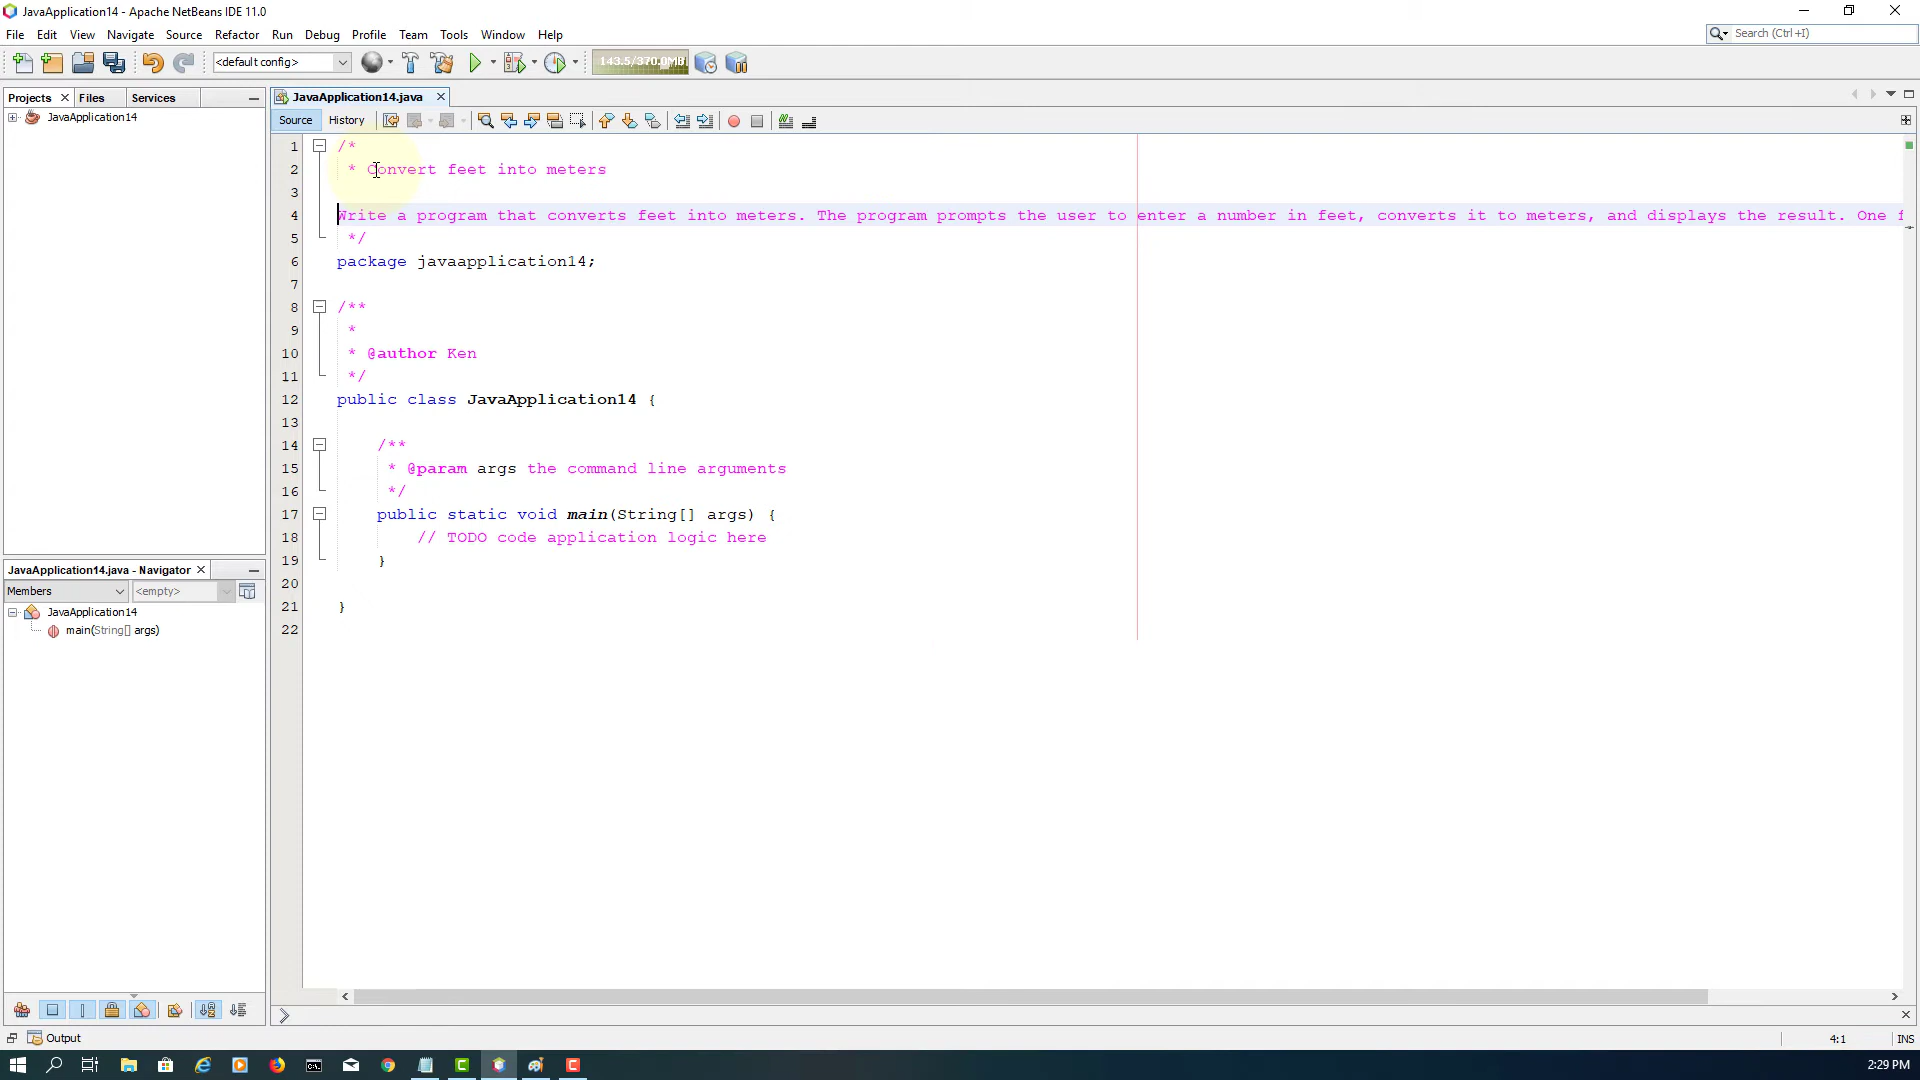 JavaApplication14 - Apache NetBeans IDE 11.0
File Edit View Navigate Source Refactor Run Debug Profile Team Tools Window Help
Search (Ctrl+I)
<default config>
143.5/370.0MB
Projects Files Services
JavaApplication14
JavaApplication14.java
Source History
1 /*
2 * Convert feet into meters
3
4 Write a program that converts feet into meters. The program prompts the user to enter a number in feet, converts it to meters, and displays the result. One f
5 */
6 package javaapplication14;
7
8 /**
9 *
10 * @author Ken
11 */
12 public class JavaApplication14 {
13
14 /**
15 * @param args the command line arguments
16 */
17 public static void main(String[] args) {
18 // TODO code application logic here
19 }
20
21 }
22
JavaApplication14.java - Navigator
Members <empty>
JavaApplication14
main(String[] args)
Output
4:1 INS
2:29 PM